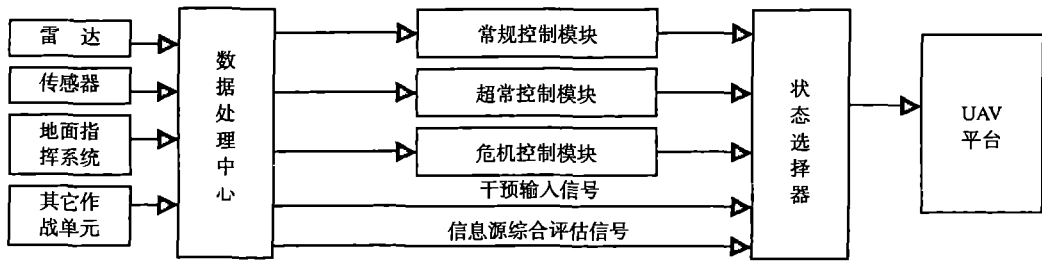 雷达
传感器
地面指
挥系统
其它作
战单元
数据处理中心
常规控制模块
超常控制模块
危机控制模块
干预输入信号
信息源综合评估信号
状态选择器
UAV
平台